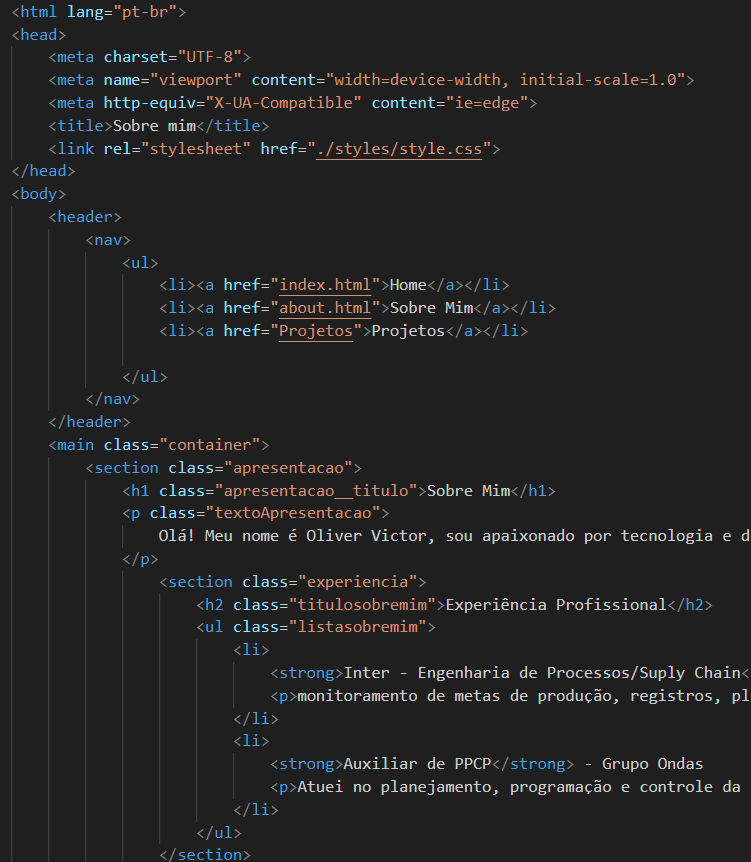 <html lang="pt-br">
<head>
    <meta charset="UTF-8">
    <meta name="viewport" content="width=device-width, initial-scale=1.0">
    <meta http-equiv="X-UA-Compatible" content="ie=edge">
    <title>Sobre mim</title>
    <link rel="stylesheet" href="./styles/style.css">
</head>
<body>
    <header>
        <nav>
            <ul>
                <li><a href="index.html">Home</a></li>
                <li><a href="about.html">Sobre Mim</a></li>
                <li><a href="Projetos">Projetos</a></li>
            </ul>
        </nav>
    </header>
    <main class="container">
        <section class="apresentacao">
            <h1 class="apresentacao__titulo">Sobre Mim</h1>
            <p class="textoApresentacao">
                Olá! Meu nome é Oliver Victor, sou apaixonado por tecnologia e d
            </p>
                <section class="experiencia">
                    <h2 class="titulosobremim">Experiência Profissional</h2>
                    <ul class="listasobremim">
                        <li>
                            <strong>Inter - Engenharia de Processos/Suply Chain<
                            <p>monitoramento de metas de produção, registros, pl
                        </li>
                        <li>
                            <strong>Auxiliar de PPCP</strong> - Grupo Ondas
                            <p>Atuei no planejamento, programação e controle da
                        </li>
                    </ul>
                </section>